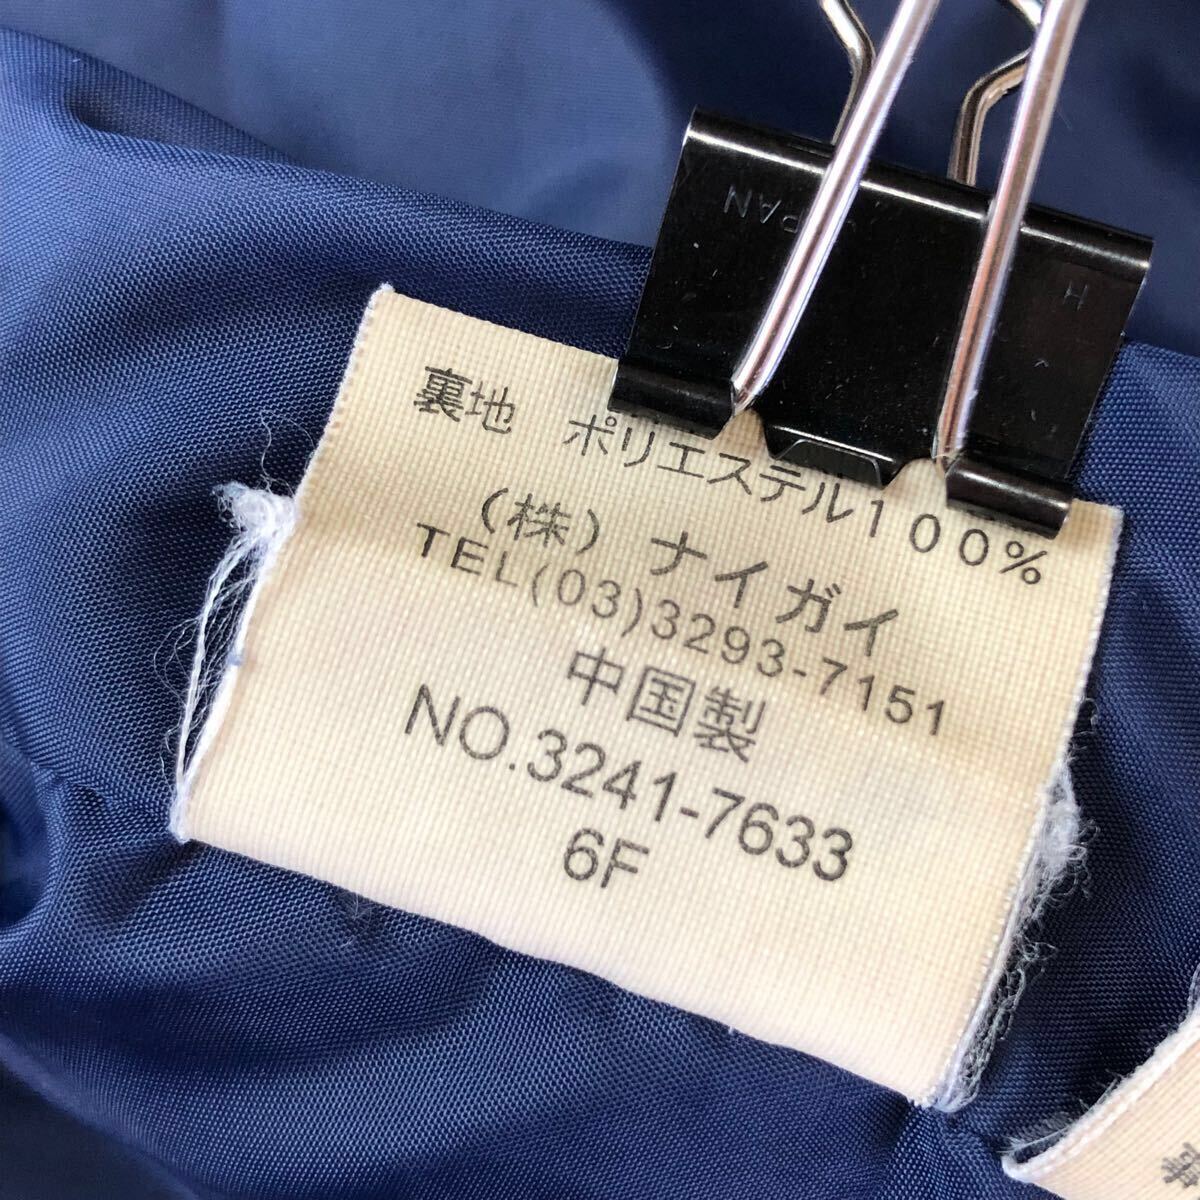 裏地 ポリエステル100%
(株) ナイガイ
TEL(03)3293-7151
中国製
NO.3241-7633
6F